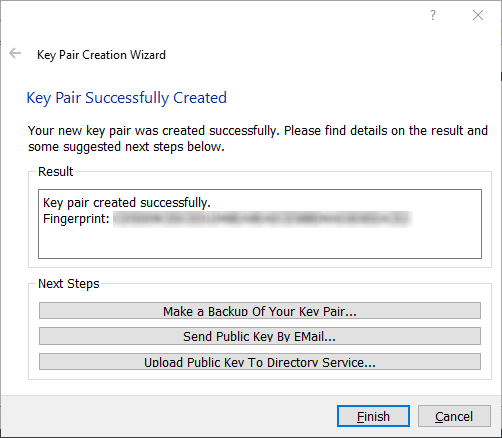 ?
Key Pair Creation Wizard
Key Pair Successfully Created
Your new key pair was created successfully. Please find details on the result and
some suggested next steps below.
Result
Key pair created successfully.
Fingerprint:
Next Steps
Make a Backup Of Your Key Pair...
Send Public Key By EMail...
Upload Public Key To Directory Service...
Finish
Cancel